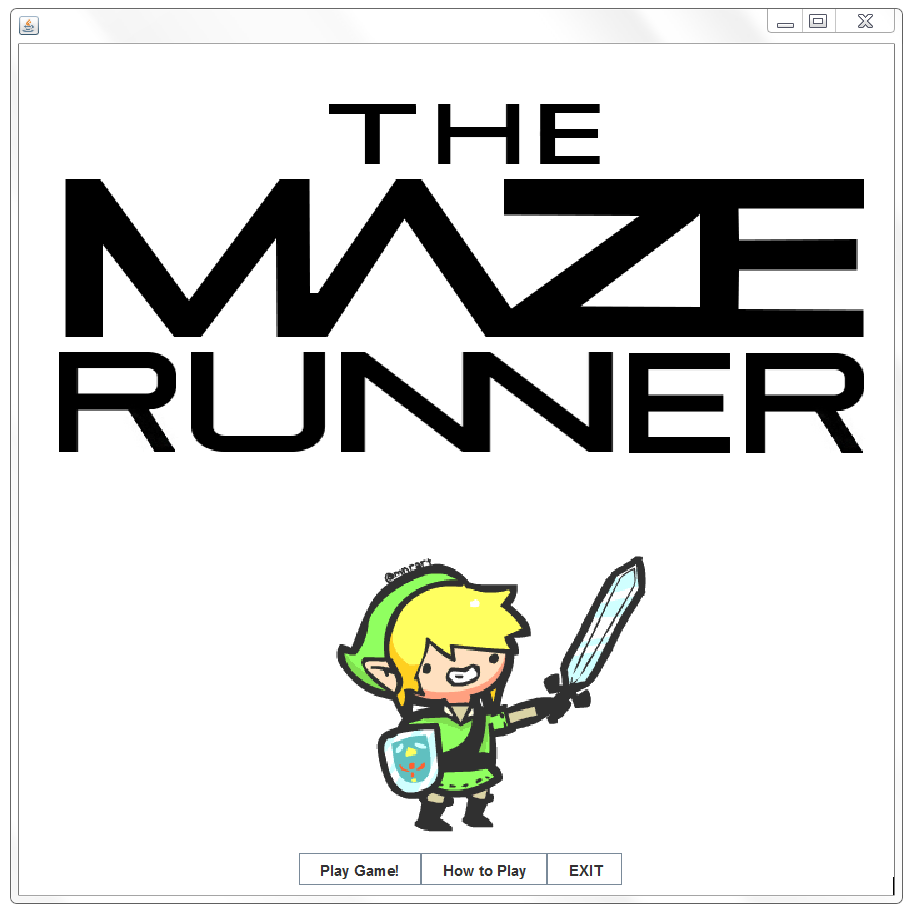 THE
MAZE
RUNNER
Play Game! How to Play EXIT